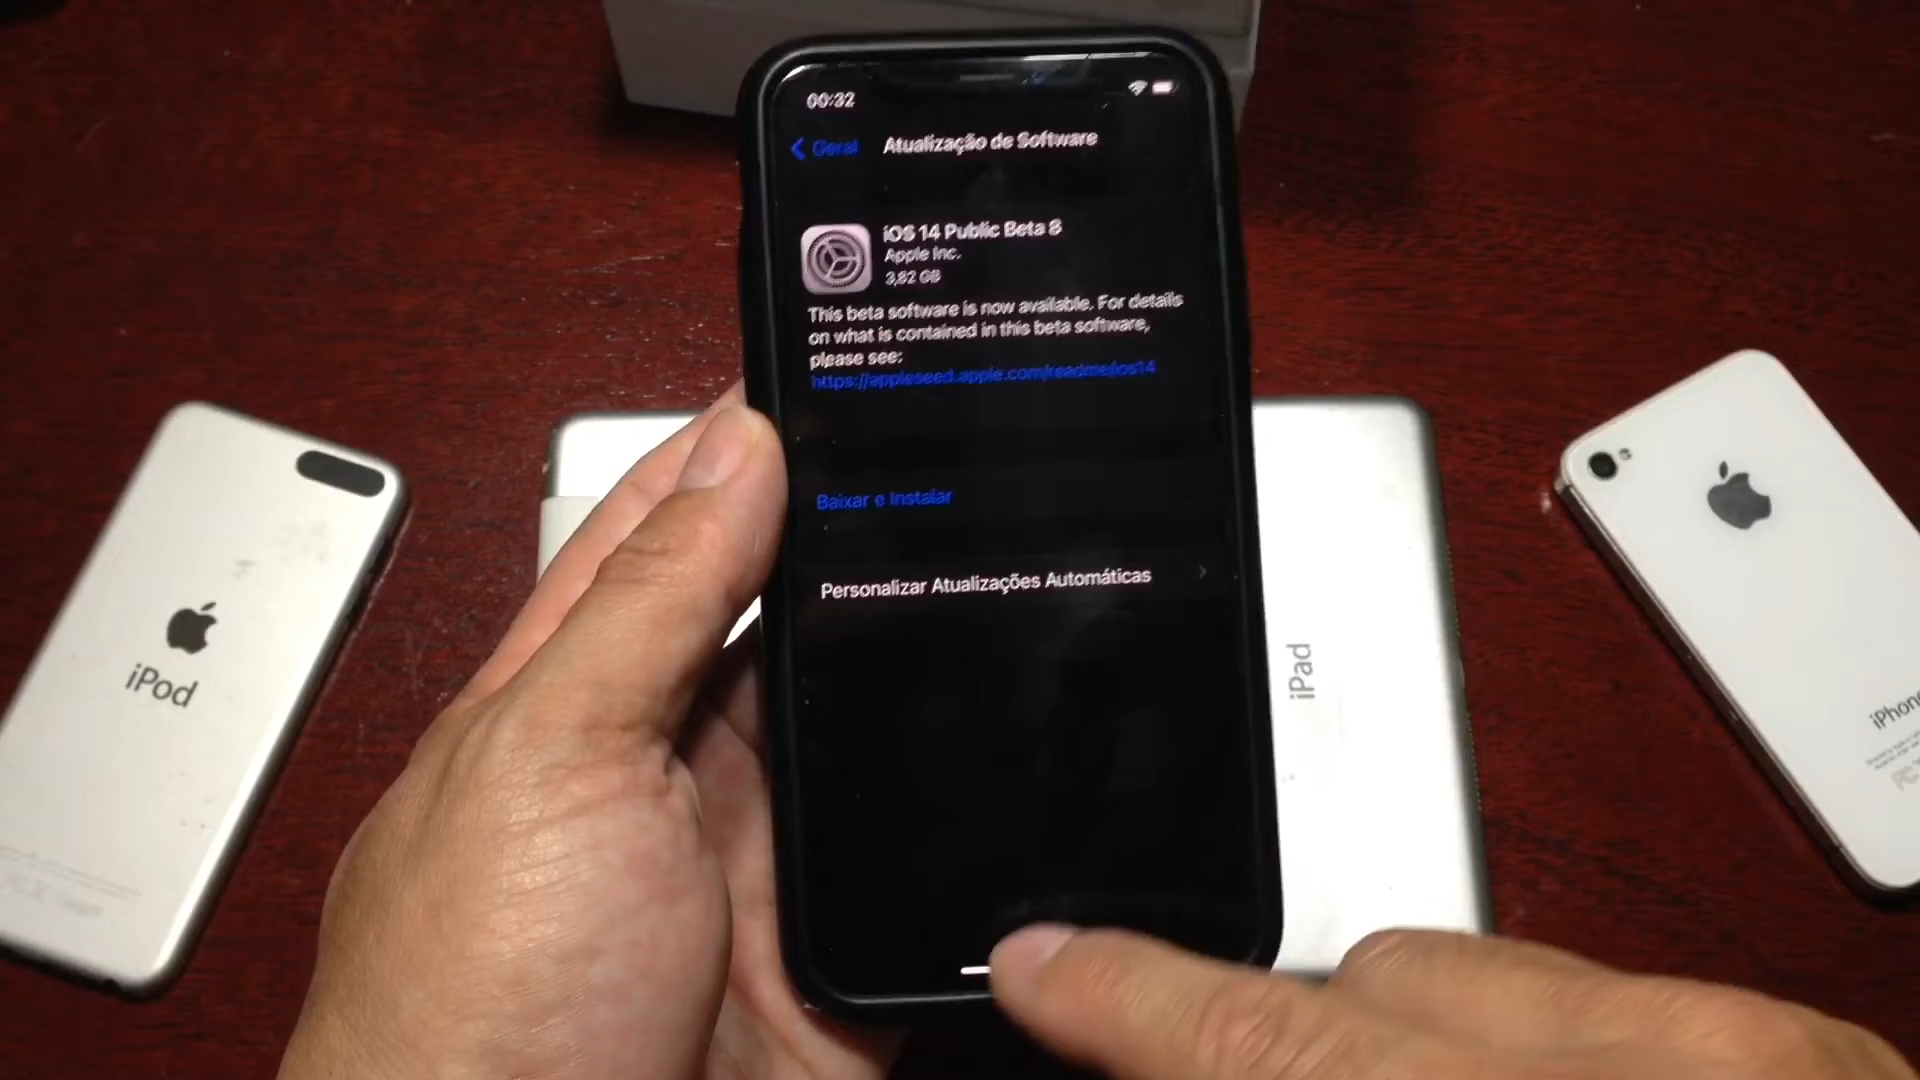 00:32
Geral
Atualização de Software
iOS 14 Public Beta 8
Apple Inc.
3,82 GB
This beta software is now available. For details
on what is contained in this beta software,
please see:
https://appleseed.apple.com/readme/ios14
Baixar e Instalar
Personalizar Atualizações Automáticas
iPod
iPad
iPhone